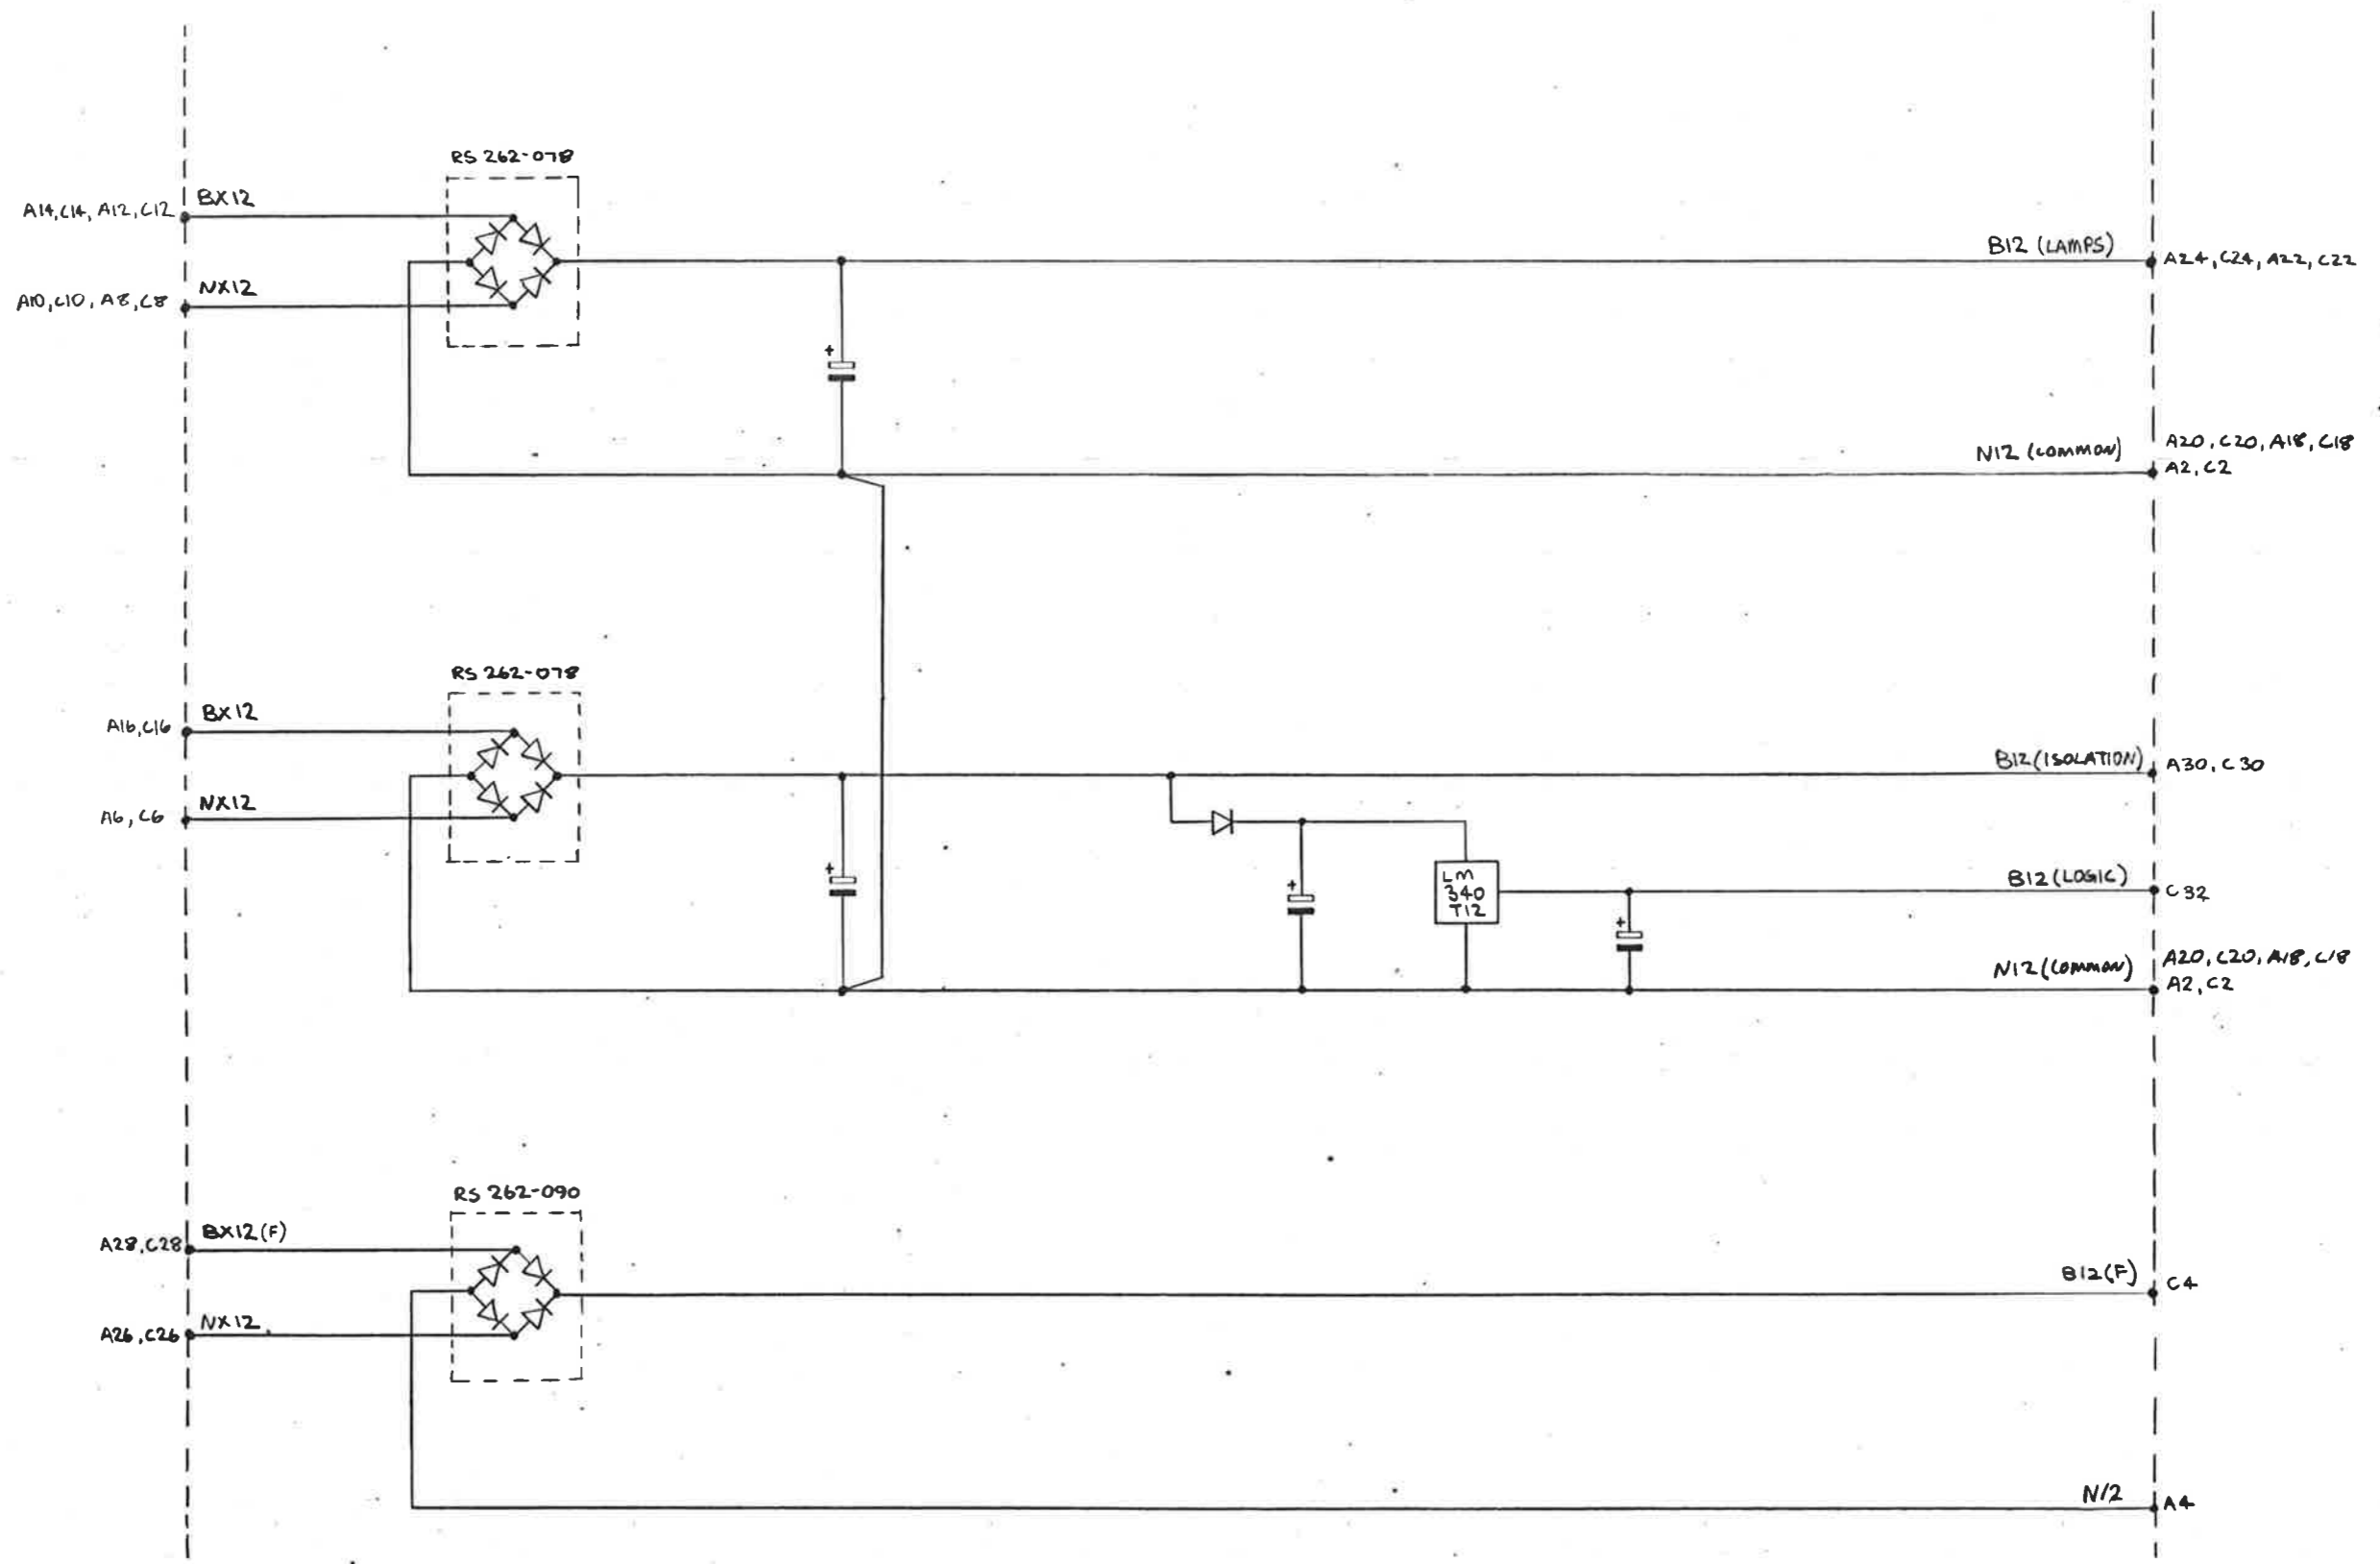 RS 262-078
BX12
A14, C14, A12, C12
B12 (LAMPS)
A24, C24, A22, C22
NX12
A10, C10, A8, C8
+
A20, C20, A18, C18
N12 (COMMON)
A2, C2
RS 262-078
BX12
A16, C16
B12 (ISOLATION)
A30, C30
NX12
A6, C6
+
+
LM
340
T12
B12 (LOGIC)
C32
+
A20, C20, A18, C18
N12 (COMMON)
A2, C2
RS 262-090
BX12 (F)
A28, C28
B12 (F)
C4
NX12
A26, C26
N12
A4